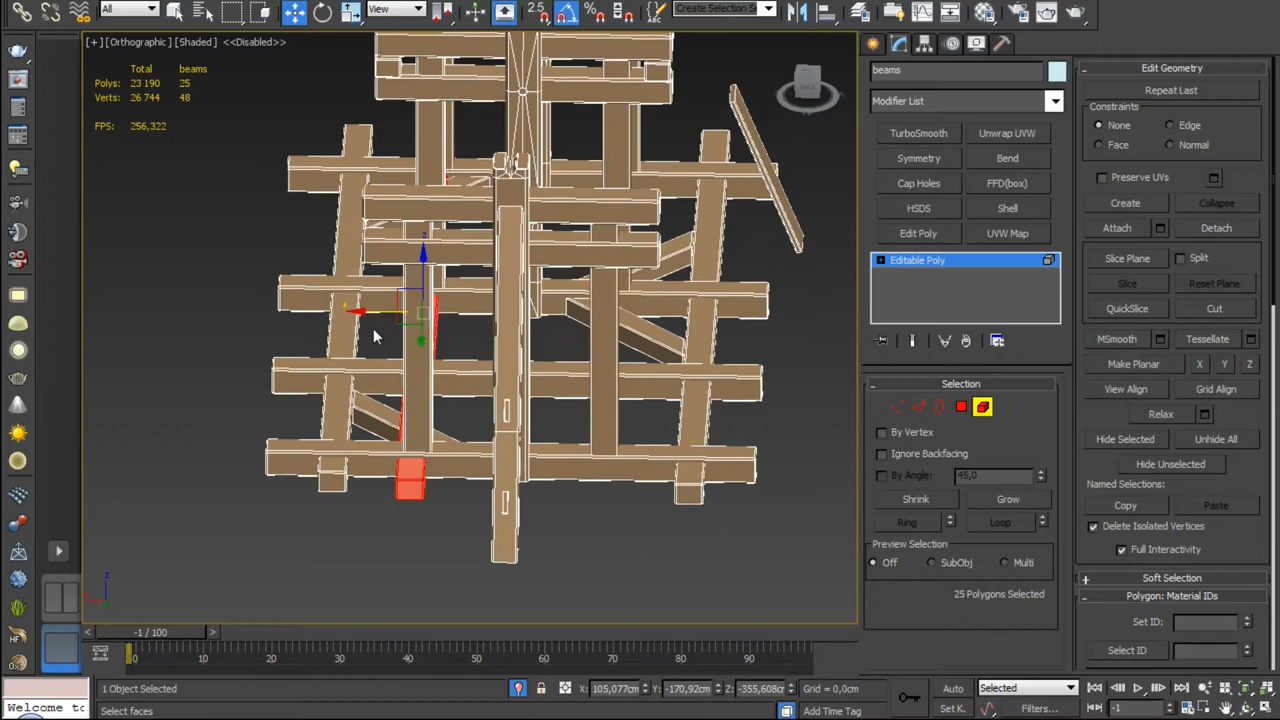 All
View
2.5
Create Selection S
[+] [Orthographic] [Shaded] <<Disabled>>
Total beams
Polys: 23 190 25
Verts: 26 744 48
FPS: 256,322
beams
Modifier List
TurboSmooth Unwrap UVW
Symmetry Bend
Cap Holes FFD(box)
HSDS Shell
Edit Poly UVW Map
Editable Poly
Selection
By Vertex
Ignore Backfacing
By Angle: 45,0
Shrink Grow
Ring Loop
Preview Selection
Off SubObj Multi
25 Polygons Selected
Edit Geometry
Repeat Last
Constraints
None Edge
Face Normal
Preserve UVs
Create Collapse
Attach Detach
Slice Plane Split
Slice Reset Plane
QuickSlice Cut
MSmooth Tessellate
Make Planar X Y Z
View Align Grid Align
Relax
Hide Selected Unhide All
Hide Unselected
Named Selections:
Copy Paste
Delete Isolated Vertices
Full Interactivity
Soft Selection
Polygon: Material IDs
Set ID:
Select ID
z
x
z
HF
< -1 / 100 >
0 10 20 30 40 50 60 70 80 90
1 Object Selected X: 105,077cm Y: -170,92cm Z: -355,608cm Grid = 0,0cm Auto Selected
Welcome to Select faces Add Time Tag Set K. Filters... -1